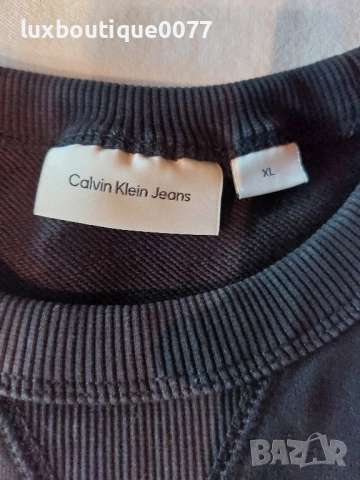 luxboutique0077
Calvin Klein Jeans
XL
BAZAR